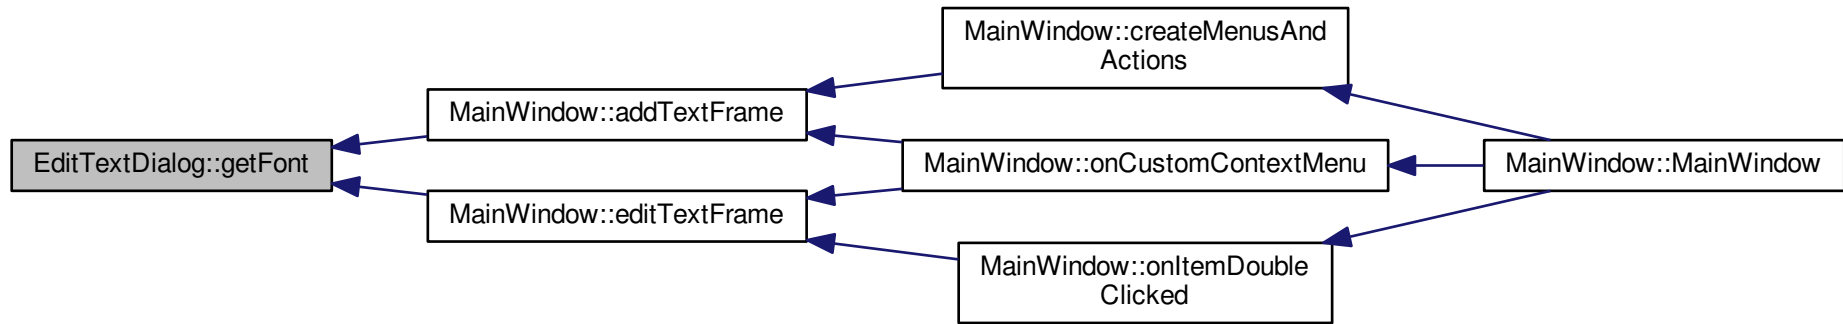 MainWindow::createMenusAnd
Actions
MainWindow::addTextFrame
EditTextDialog::getFont
MainWindow::onCustomContextMenu
MainWindow::MainWindow
MainWindow::editTextFrame
MainWindow::onItemDouble
Clicked